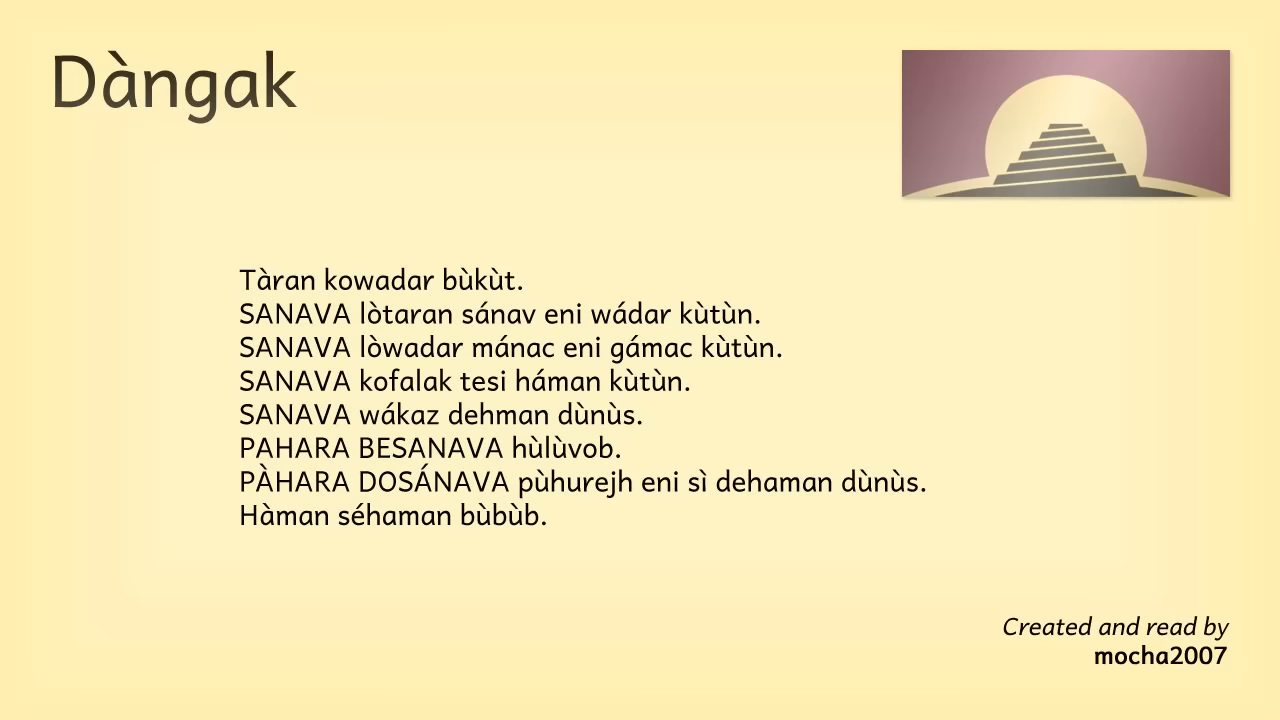 Dàngak
Tàran kowadar bùkùt.
SANAVA lòtaran sánav eni wádar kùtùn.
SANAVA lòwadar mánac eni gámac kùtùn.
SANAVA kofalak tesi háman kùtùn.
SANAVA wákaz dehman dùnùs.
PAHARA BESANAVA hùlùvob.
PÀHARA DOSÁNAVA pùhurejh eni sì dehaman dùnùs.
Hàman séhaman bùbùb.
Created and read by
mocha2007